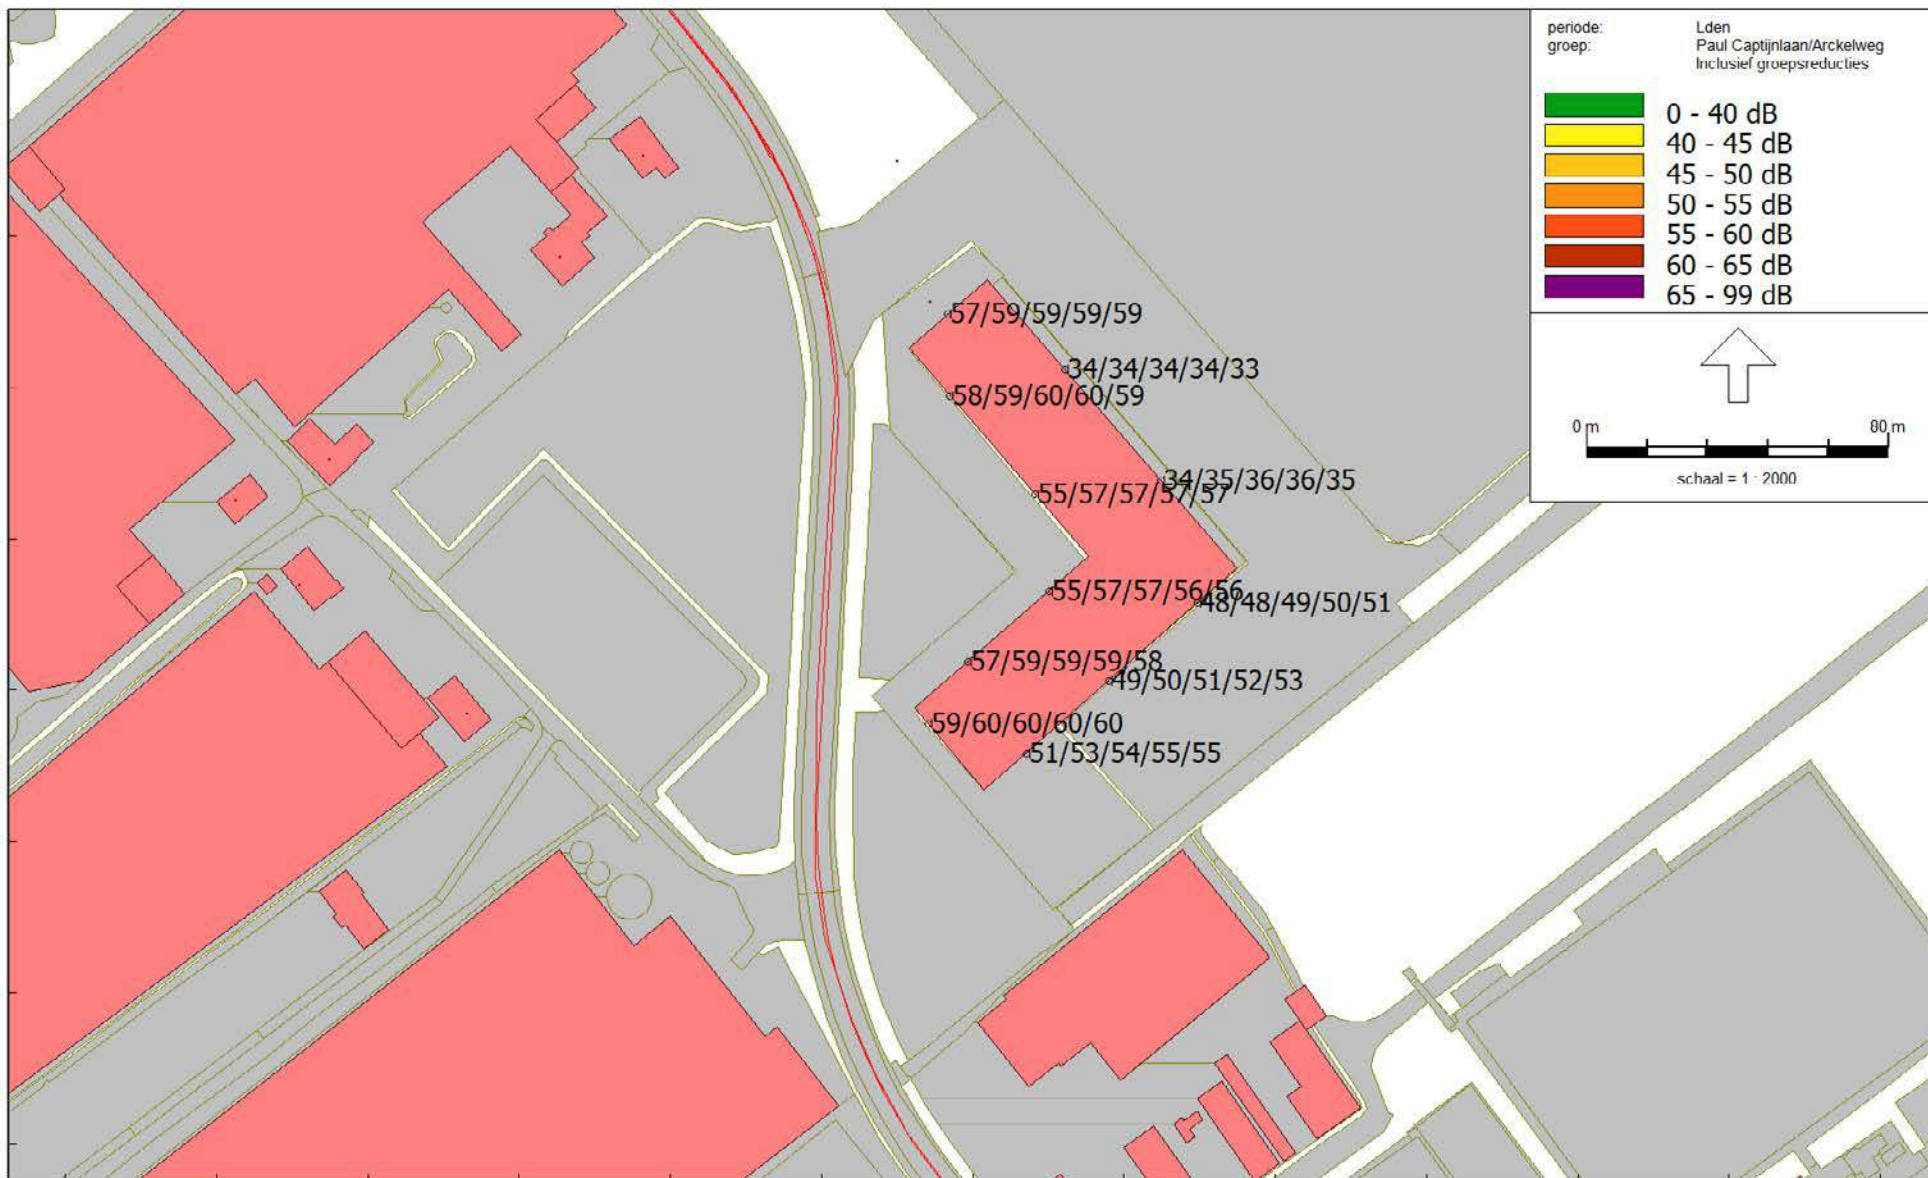 periode: Lden
groep: Paul Captijnlaan/Arckelweg
Inclusief groepsreducties
0 - 40 dB
40 - 45 dB
45 - 50 dB
50 - 55 dB
55 - 60 dB
60 - 65 dB
65 - 99 dB
0 m 80 m
schaal = 1 : 2000
57/59/59/59/59
34/34/34/34/33
58/59/60/60/59
34/35/36/36/35
55/57/57/57/57
55/57/57/56/56
48/48/49/50/51
57/59/59/59/58
49/50/51/52/53
59/60/60/60/60
51/53/54/55/55